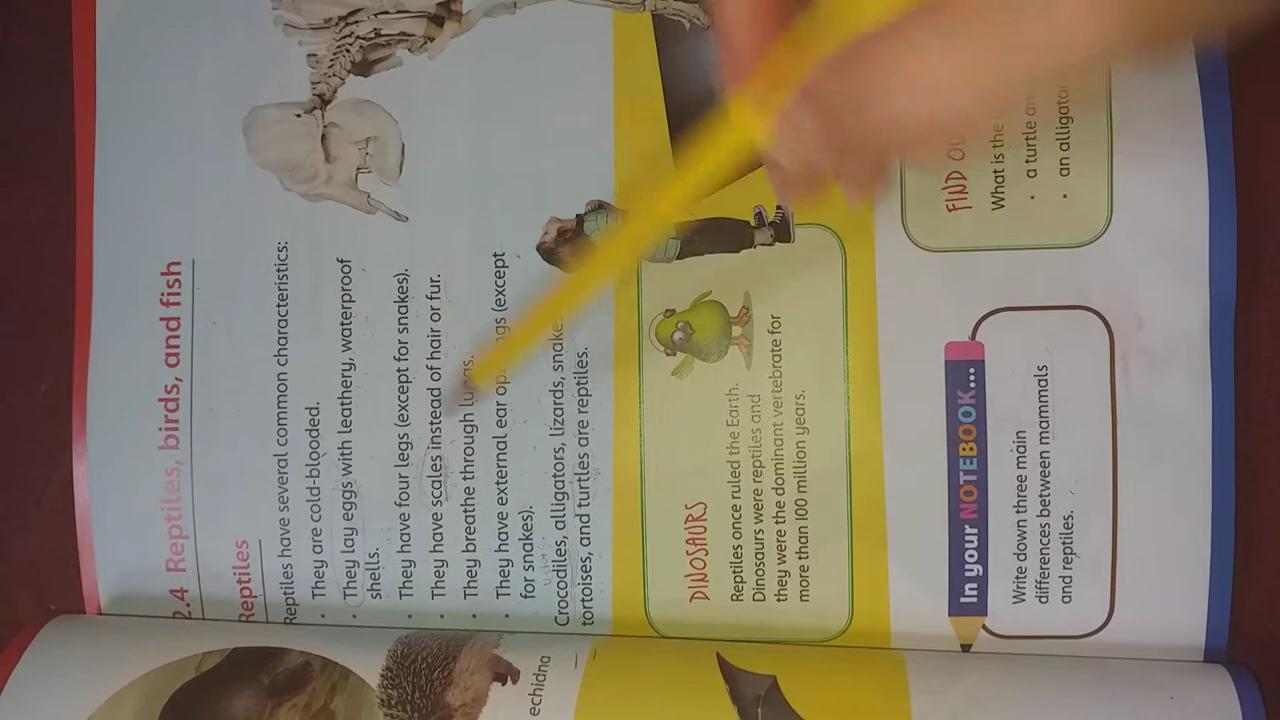 2.4 Reptiles, birds, and fish
Reptiles
Reptiles have several common characteristics:
• They are cold-blooded.
• They lay eggs with leathery, waterproof
shells.
• They have four legs (except for snakes).
• They have scales instead of hair or fur.
• They breathe through lungs.
• They have external ear (except
for snakes).
Crocodiles, alligators, lizards,
tortoises, and turtles are reptiles.
DINOSAURS
Reptiles once ruled the Earth.
Dinosaurs were reptiles and
they were the dominant vertebrate for
more than 100 million years.
In your NOTEBOOK...
Write down three main
differences between mammals
and reptiles.
FIND
What is the
• a turtle
• an
echidna